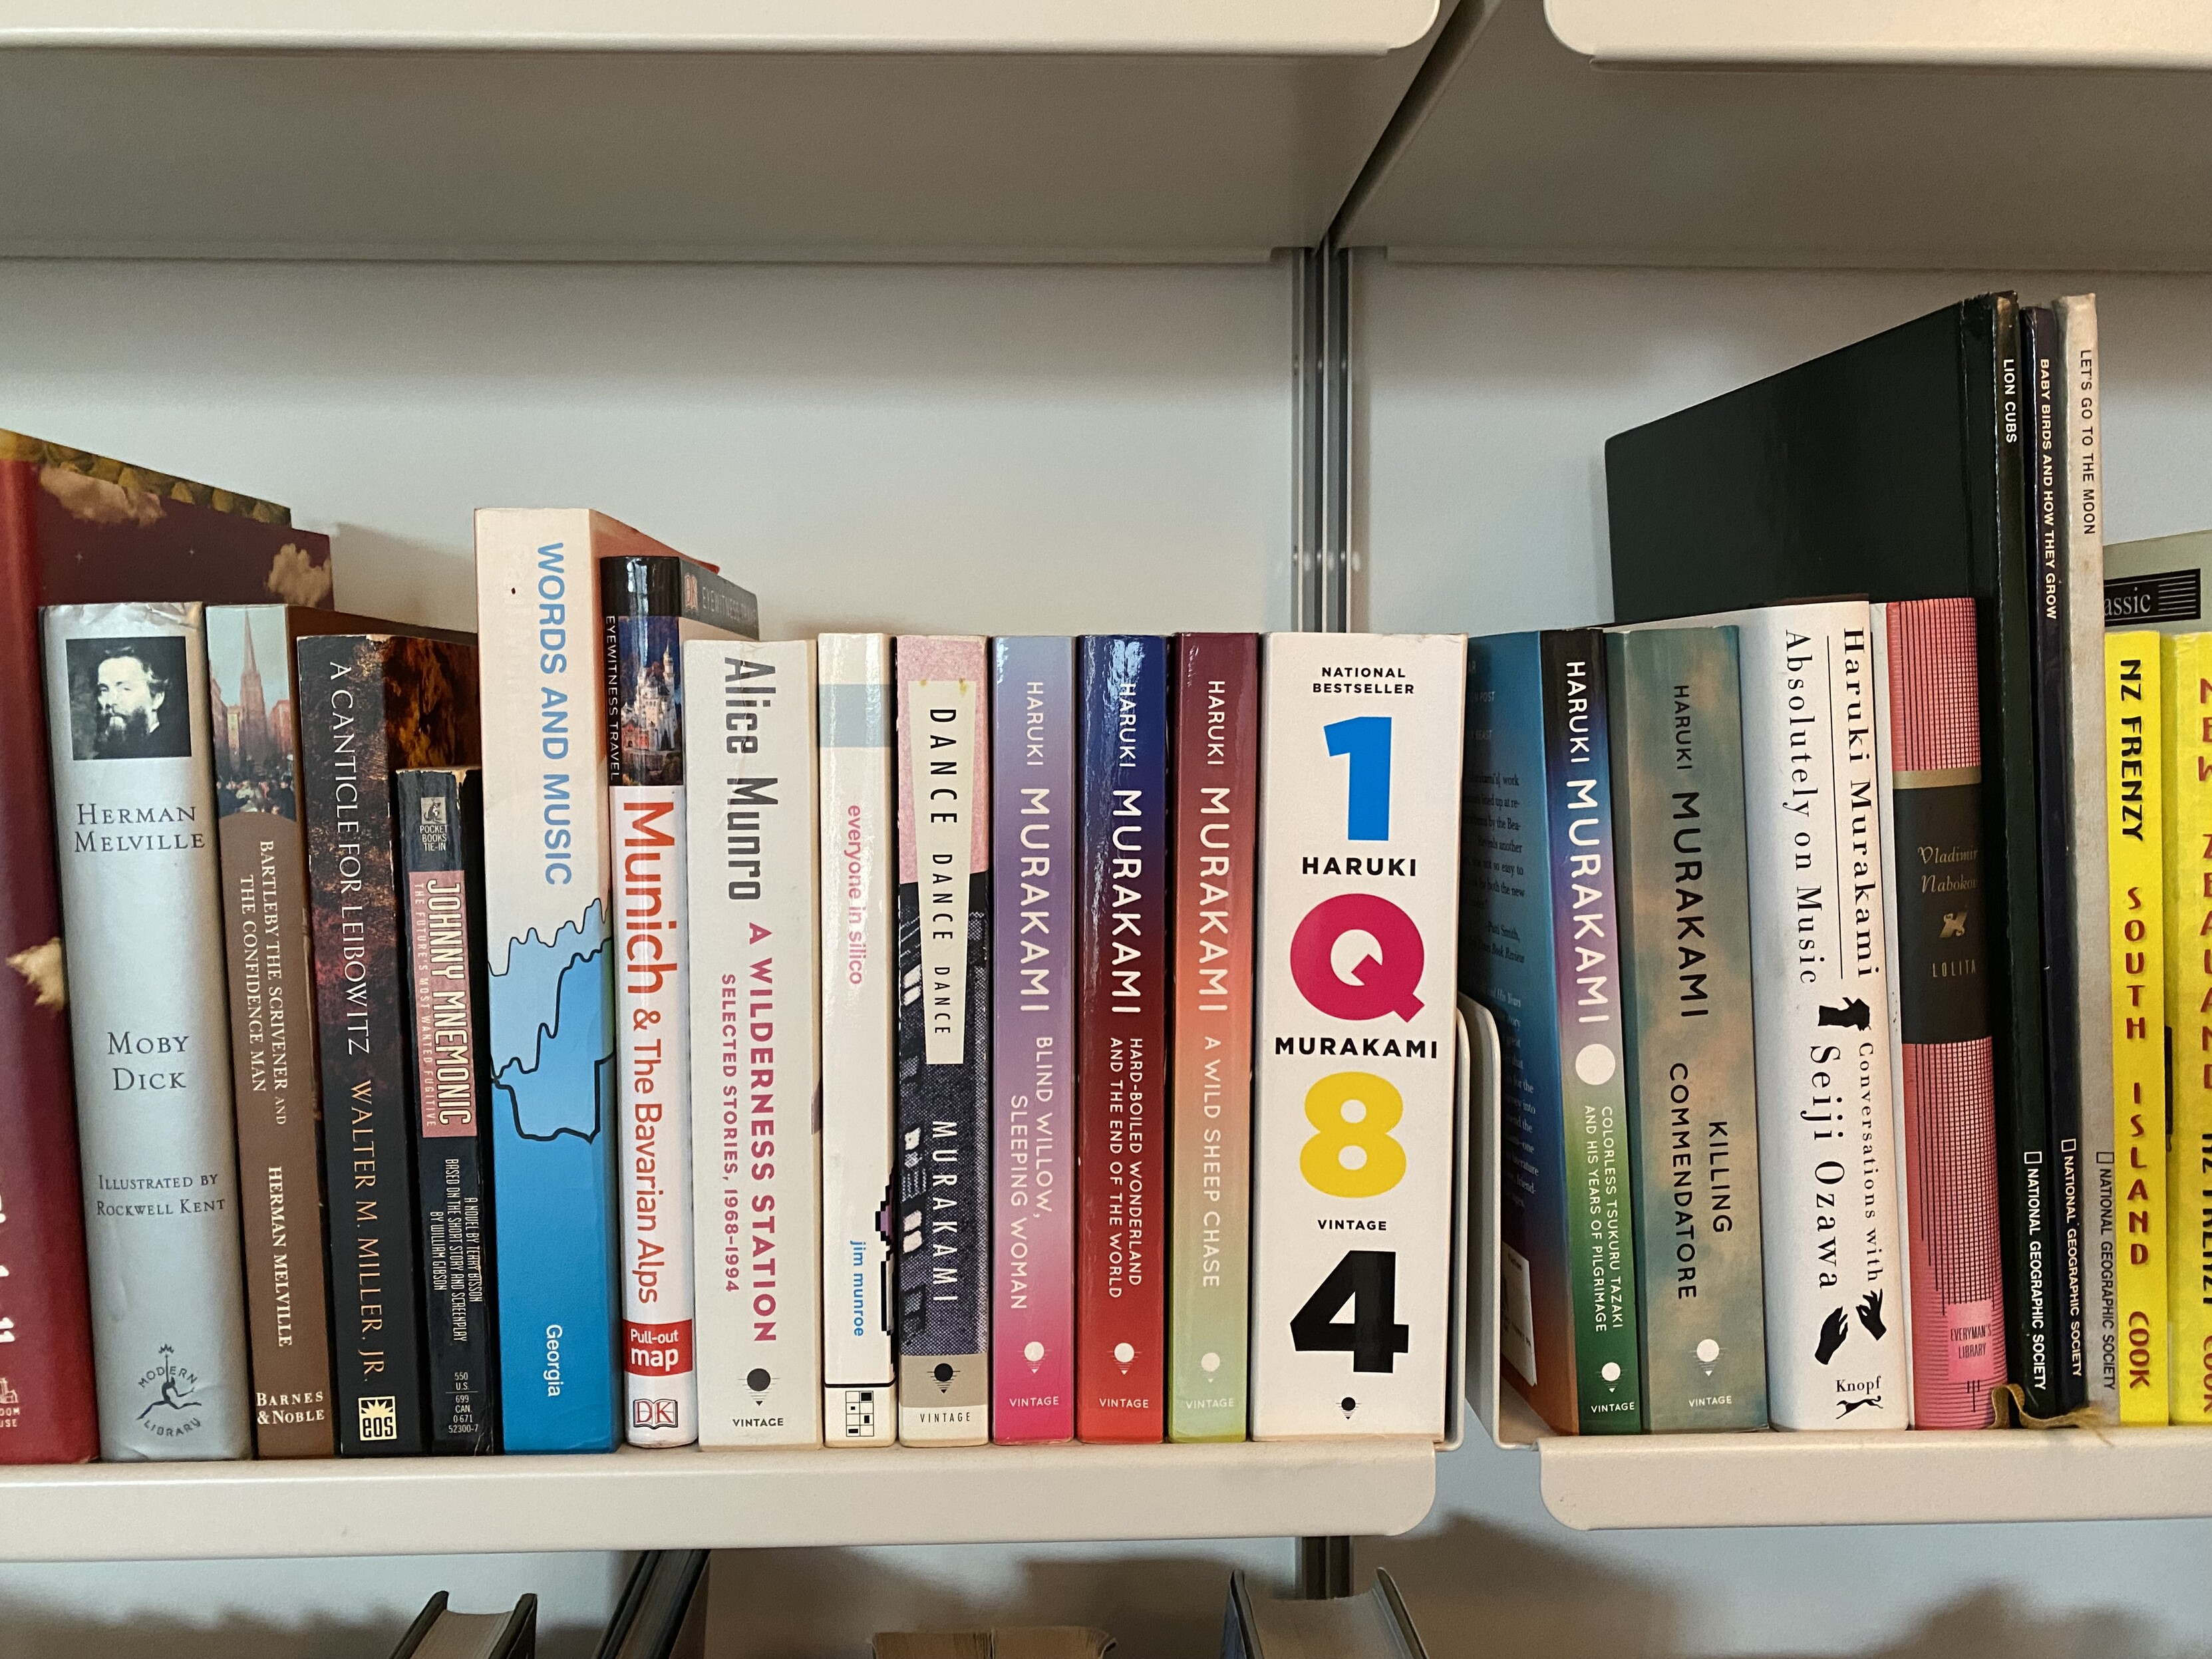 HERMAN
MELVILLE
MOBY
DICK
ILLUSTRATED BY
ROCKWELL KENT
MODERN
LIBRARY
BARTLEBY THE SCRIVENER AND
THE CONFIDENCE MAN
HERMAN MELVILLE
BARNES
&NOBLE
A CANTICLE FOR LEIBOWITZ
WALTER M. MILLER, JR.
eos
POCKET
BOOKS
TIE-IN
JOHNNY MNEMONIC
THE FUTURE'S MOST WANTED FUGITIVE
A NOVEL BY TERRY BISSON
BASED ON THE SHORT STORY AND SCREENPLAY
BY WILLIAM GIBSON
550
U.S.
699
CAN.
0-671
52300-7
WORDS AND MUSIC
Georgia
EYEWITNESS TRAVEL
Munich & The Bavarian Alps
Pull-out
map
DK
EYEWITNESS
Alice Munro
A WILDERNESS STATION
SELECTED STORIES, 1968-1994
VINTAGE
everyone in silico
jim munroe
DANCE DANCE DANCE
MURAKAMI
VINTAGE
HARUKI MURAKAMI
BLIND WILLOW,
SLEEPING WOMAN
VINTAGE
HARUKI MURAKAMI
HARD-BOILED WONDERLAND
AND THE END OF THE WORLD
VINTAGE
HARUKI MURAKAMI
A WILD SHEEP CHASE
VINTAGE
NATIONAL
BESTSELLER
1
HARUKI
Q
MURAKAMI
8
VINTAGE
4
HARUKI MURAKAMI
COLORLESS TSUKURU TAZAKI
AND HIS YEARS OF PILGRIMAGE
VINTAGE
HARUKI MURAKAMI
KILLING
COMMENDATORE
VINTAGE
Haruki Murakami
Absolutely on Music
Conversations with
Seiji Ozawa
Knopf
Vladimir
Nabokov
LOLITA
EVERYMAN'S
LIBRARY
LION CUBS
NATIONAL GEOGRAPHIC SOCIETY
BABY BIRDS AND HOW THEY GROW
NATIONAL GEOGRAPHIC SOCIETY
LET'S GO TO THE MOON
NATIONAL GEOGRAPHIC SOCIETY
assic
NZ FRENZY SOUTH ISLAND COOK